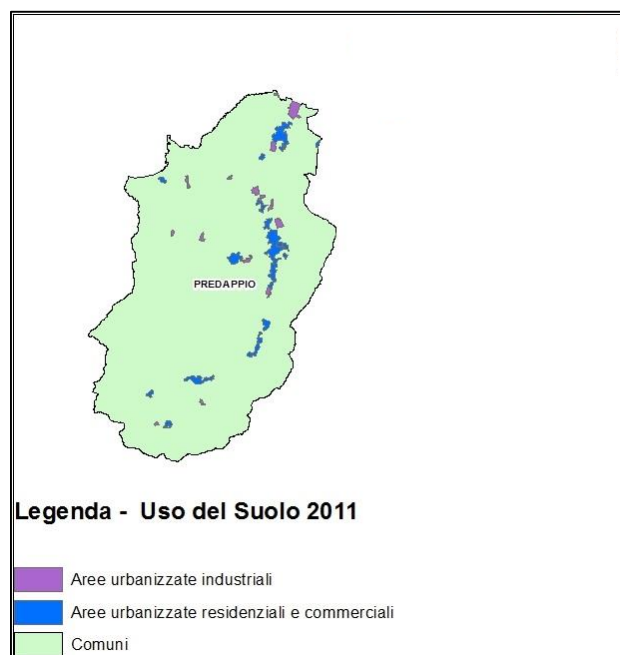 PREDAPPIO
Legenda - Uso del Suolo 2011
Aree urbanizzate industriali
Aree urbanizzate residenziali e commerciali
Comuni